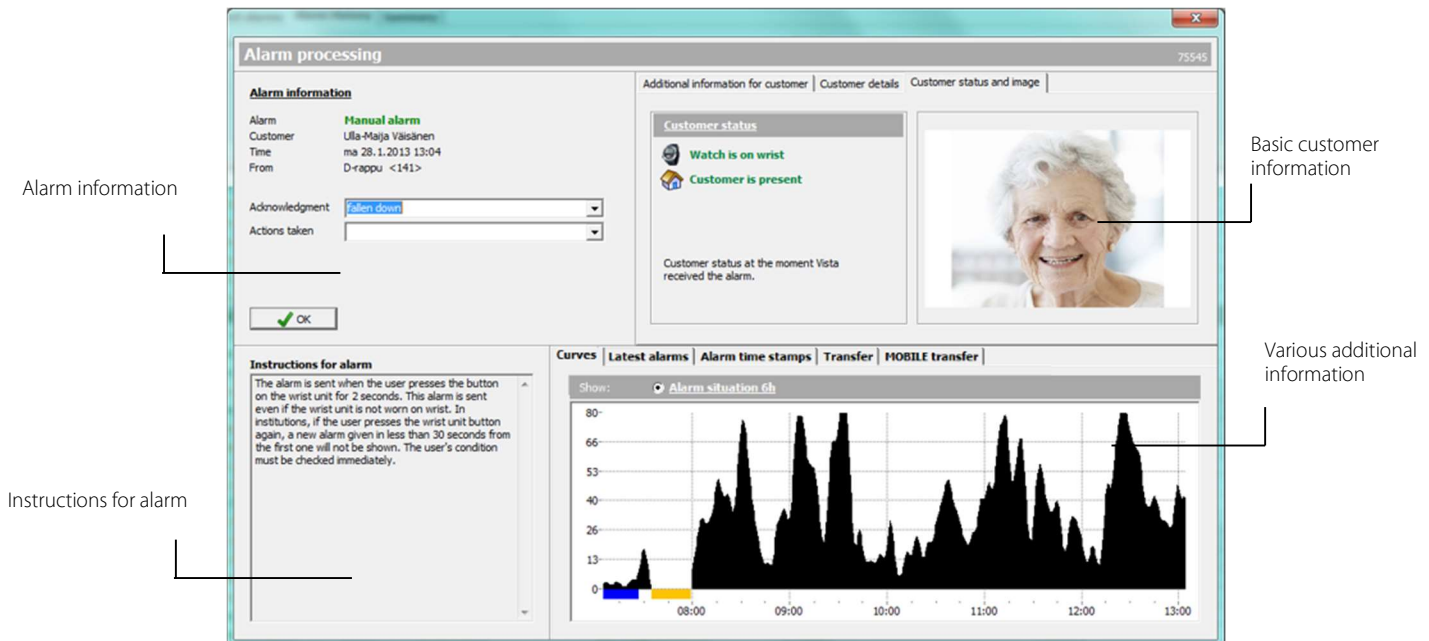 Alarm History
Alarm processing
75545
Alarm information
Alarm Manual alarm
Customer Ulla-Maija Väisänen
Time ma 28.1.2013 13:04
From D-rappu <141>
Acknowledgment fallen down
Actions taken
OK
Additional information for customer Customer details Customer status and image
Customer status
Watch is on wrist
Customer is present
Customer status at the moment Vista
received the alarm.
Instructions for alarm
The alarm is sent when the user presses the button
on the wrist unit for 2 seconds. This alarm is sent
even if the wrist unit is not worn on wrist. In
institutions, if the user presses the wrist unit button
again, a new alarm given in less than 30 seconds from
the first one will not be shown. The user's condition
must be checked immediately.
Curves Latest alarms Alarm time stamps Transfer MOBILE transfer
Show: Alarm situation 6h
80
66
53
40
26
13
0
08:00 09:00 10:00 11:00 12:00 13:00
Alarm information
Instructions for alarm
Basic customer
information
Various additional
information